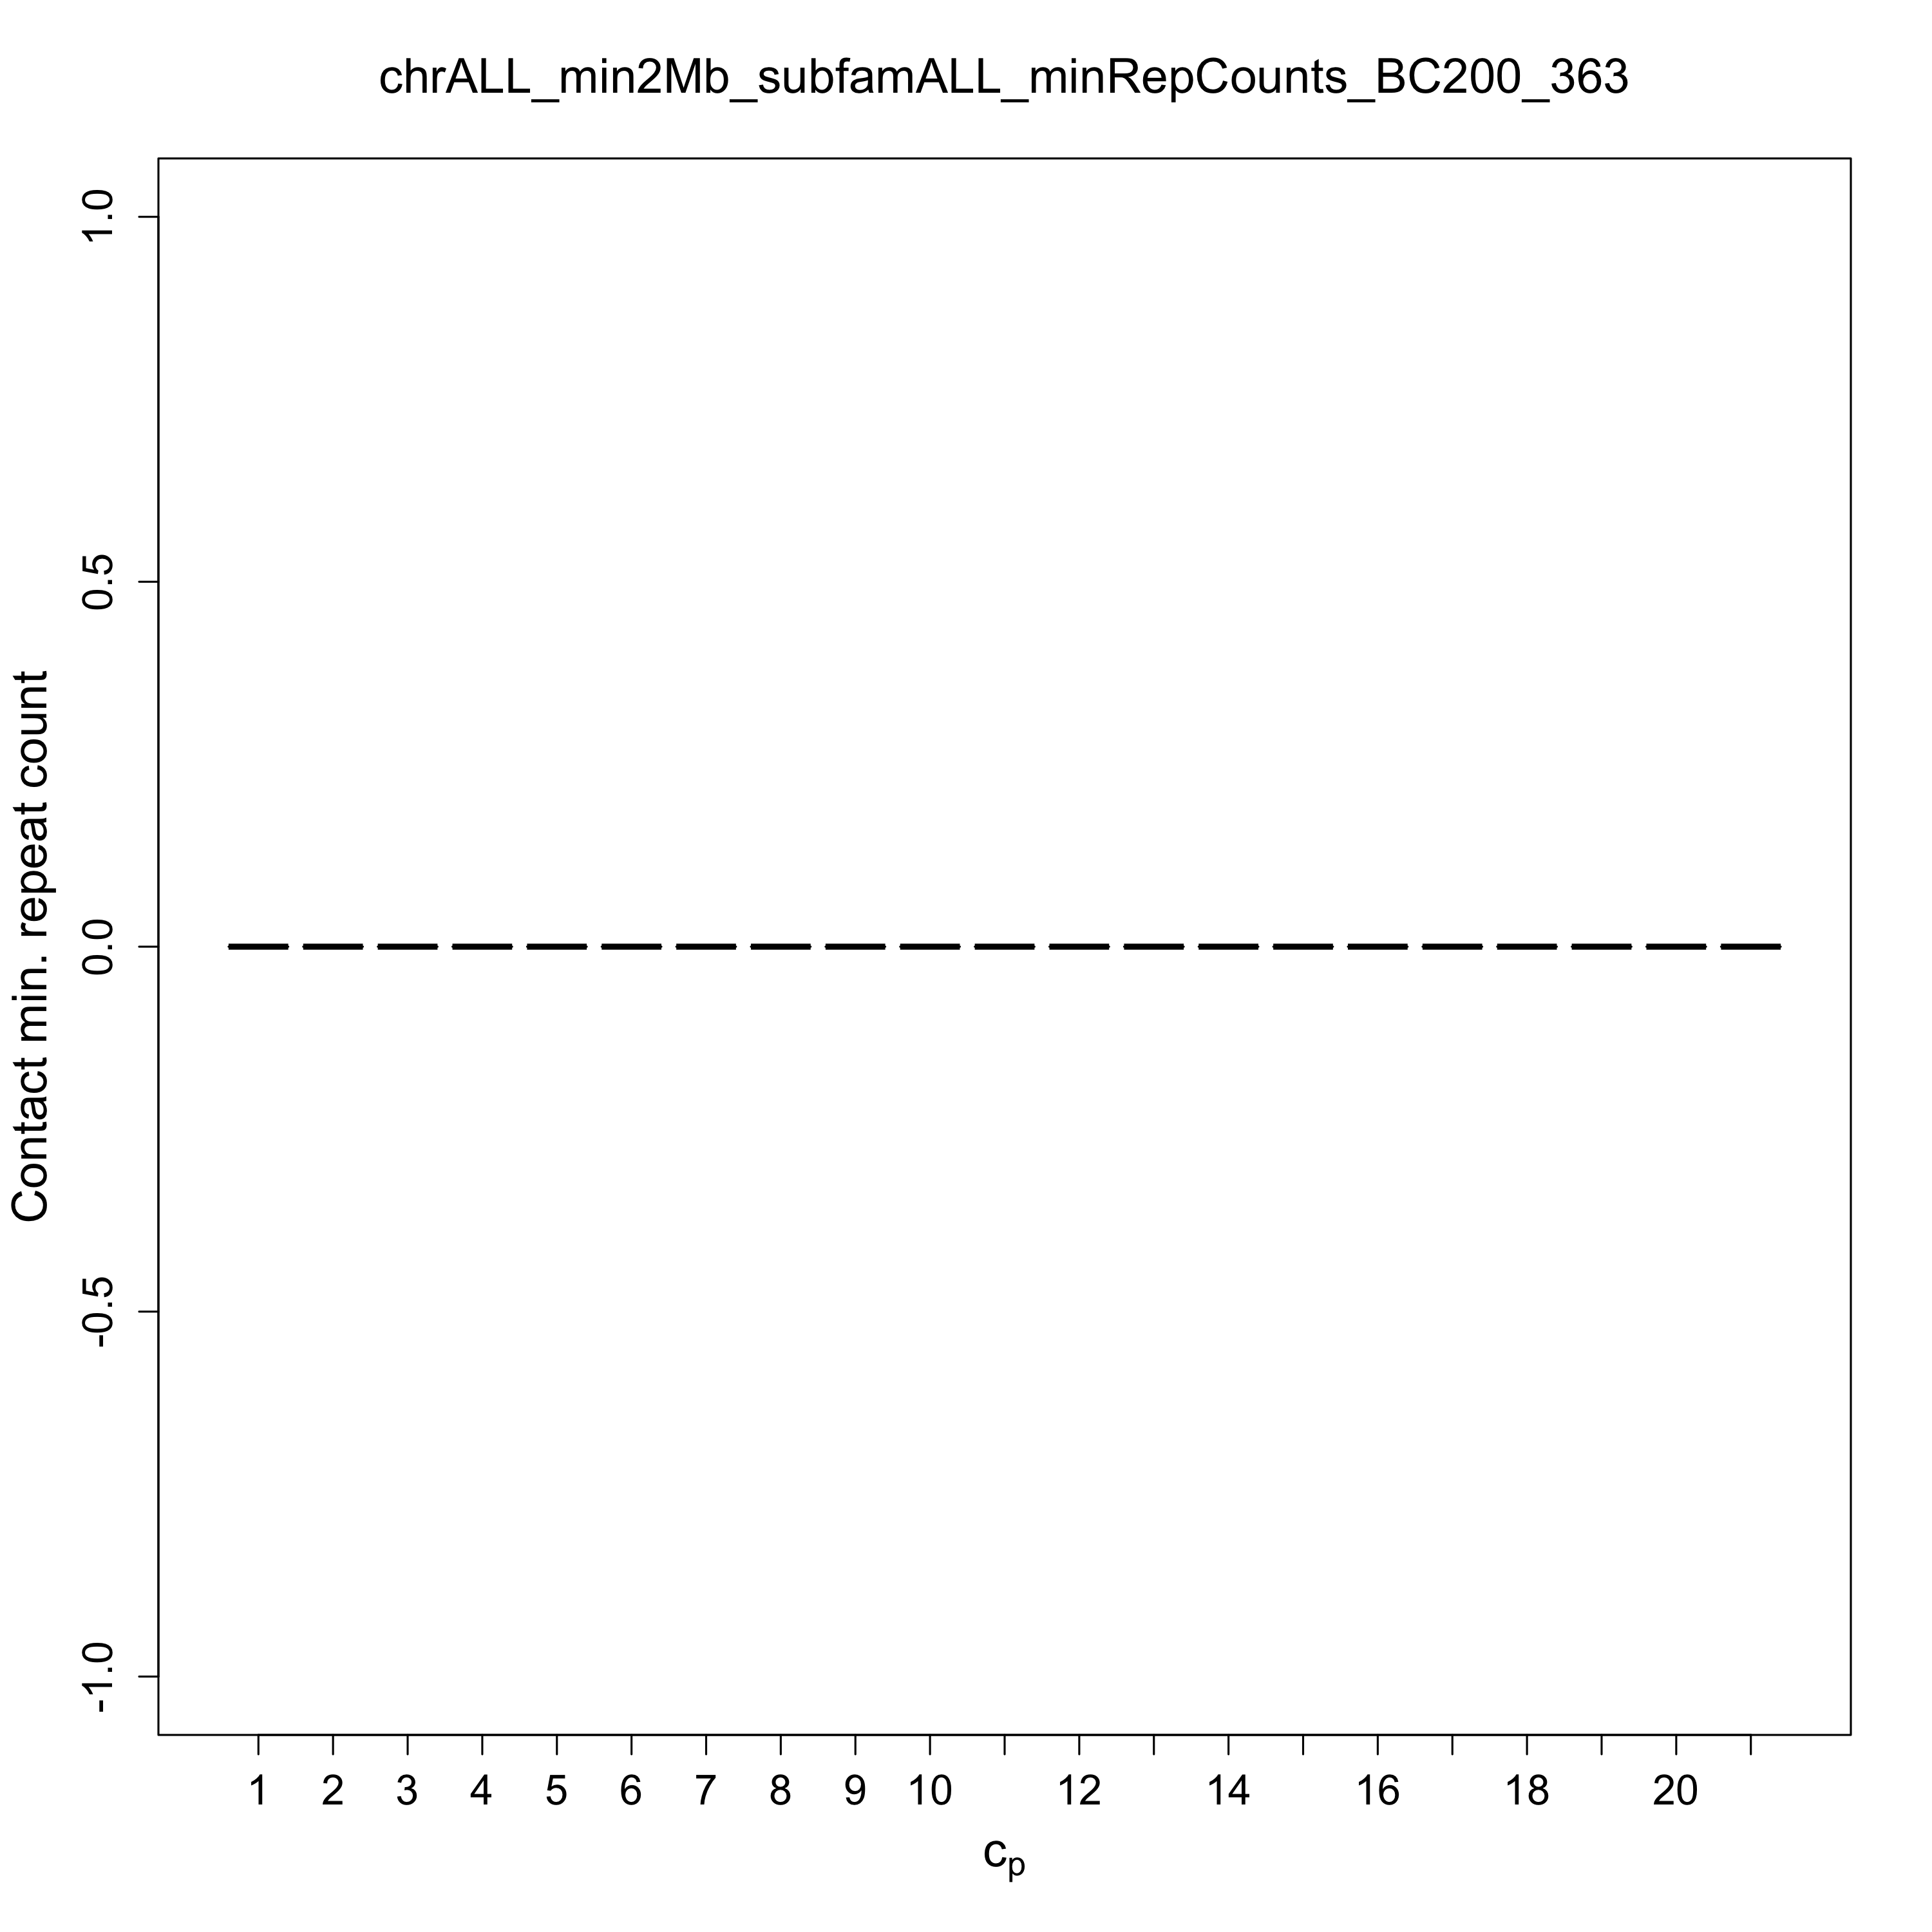 chrALL_min2Mb_subfamALL_minRepCounts_BC200_363
Contact min. repeat count
1.0
0.5
0.0
-0.5
-1.0
1 2 3 4 5 6 7 8 9 10 12 14 16 18 20
cp